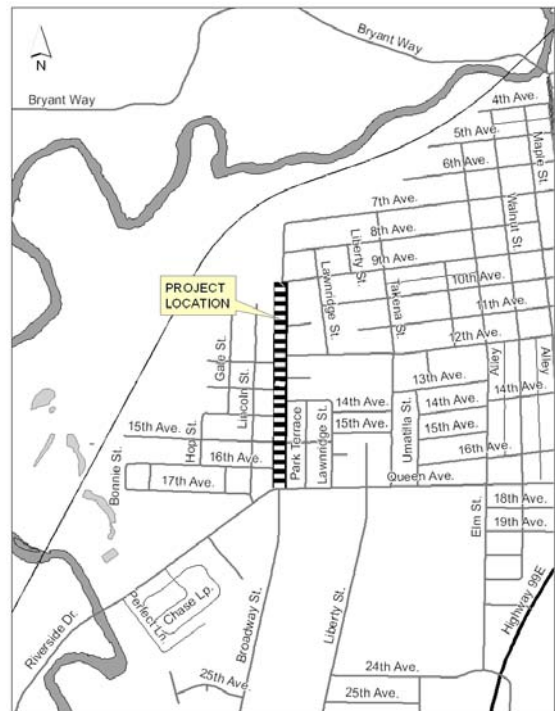 N
Bryant Way
Bryant Way
4th Ave.
5th Ave.
6th Ave.
Maple St.
7th Ave.
8th Ave.
Walnut St.
Liberty St.
9th Ave.
Lawnridge St.
Takena St.
10th Ave.
11th Ave.
12th Ave.
PROJECT
LOCATION
Gale St.
Lincoln St.
Alley
Alley
13th Ave.
14th Ave.
14th Ave.
14th Ave.
15th Ave.
15th Ave.
15th Ave.
Hop St.
Park Terrace
Lawnridge St.
Umatilla St.
16th Ave.
16th Ave.
Bonnie St.
17th Ave.
Queen Ave.
18th Ave.
19th Ave.
Elm St.
Highway 99E
Perfect Ln.
Chase Lp.
Riverside Dr.
Broadway St.
Liberty St.
24th Ave.
25th Ave.
25th Ave.